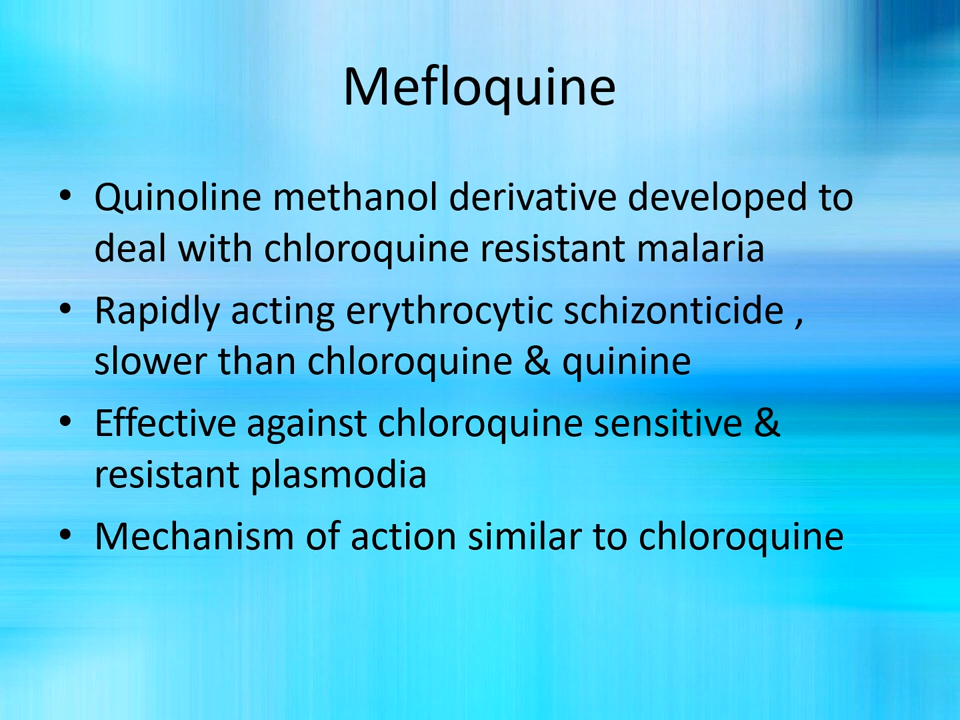 Mefloquine
• Quinoline methanol derivative developed to
deal with chloroquine resistant malaria
• Rapidly acting erythrocytic schizonticide ,
slower than chloroquine & quinine
• Effective against chloroquine sensitive &
resistant plasmodia
• Mechanism of action similar to chloroquine